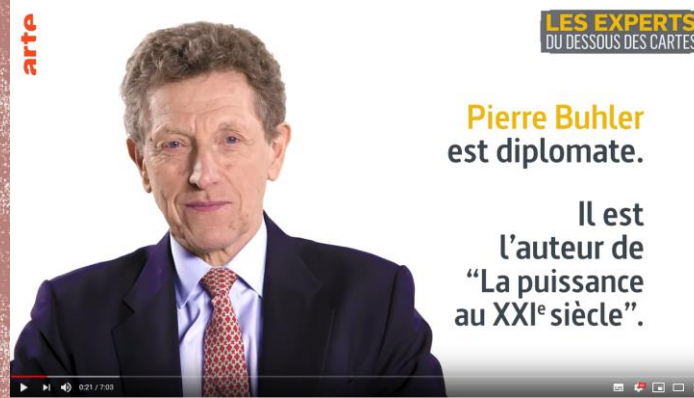 arte
LES EXPERTS
DU DESSOUS DES CARTES
Pierre Buhler
est diplomate.
Il est
l'auteur de
“La puissance
au XXIe siècle”.
0:21 / 7:03